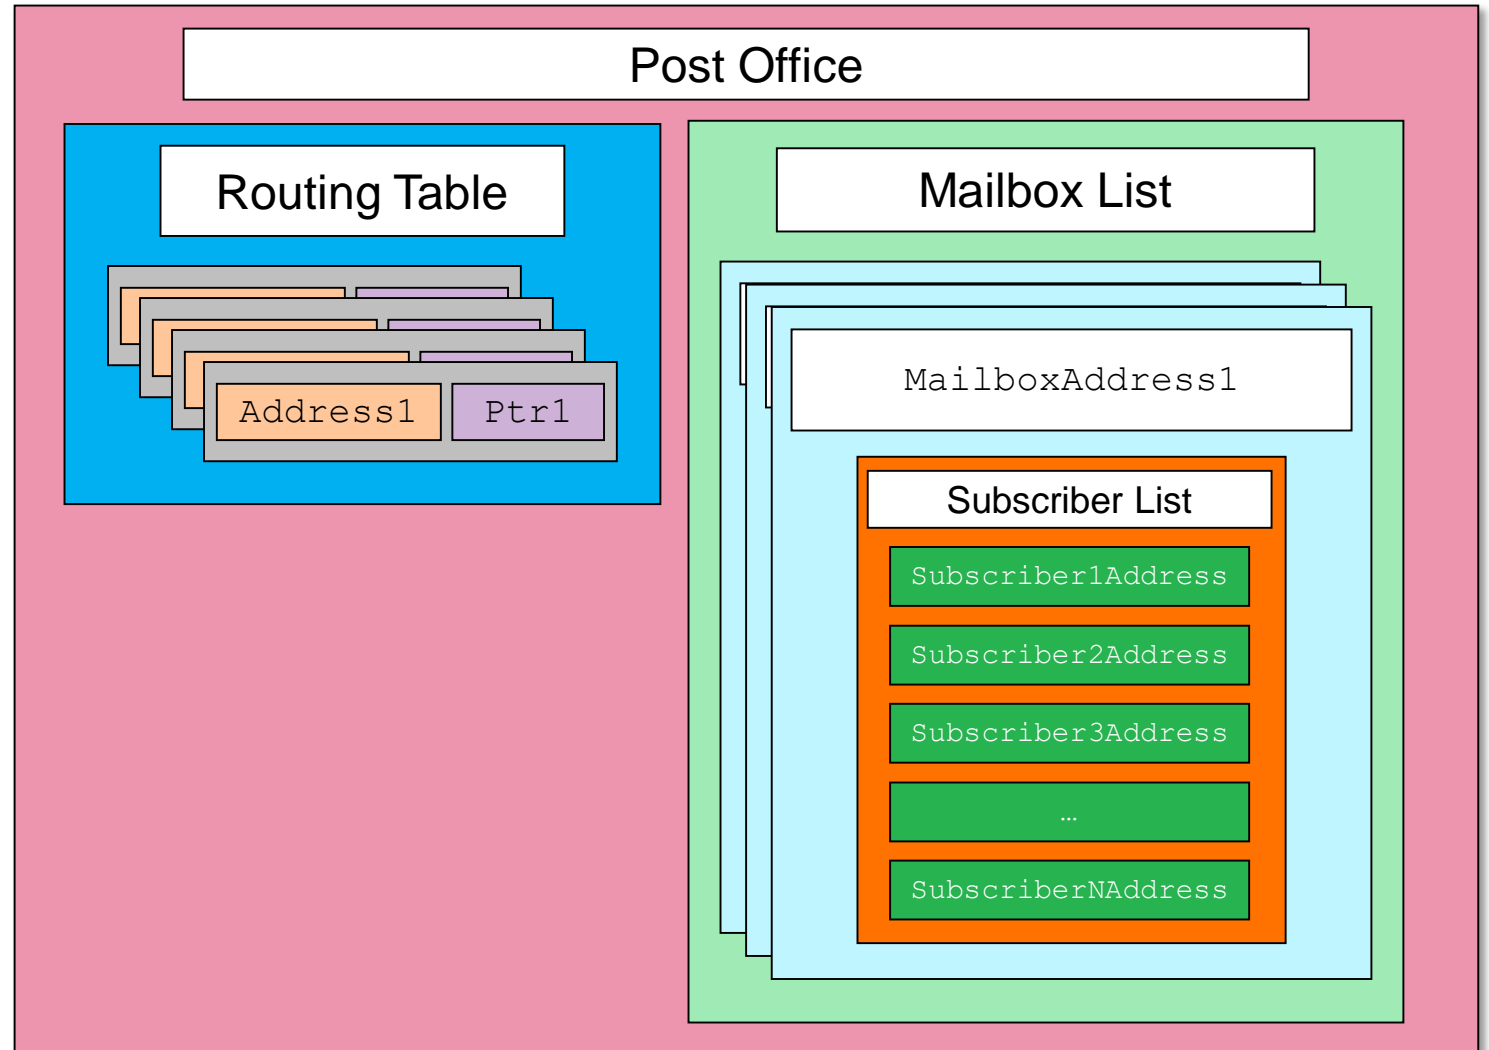 Post Office
Routing Table
Address1 Ptr1
Mailbox List
MailboxAddress1
Subscriber List
Subscriber1Address
Subscriber2Address
Subscriber3Address
…
SubscriberNAddress